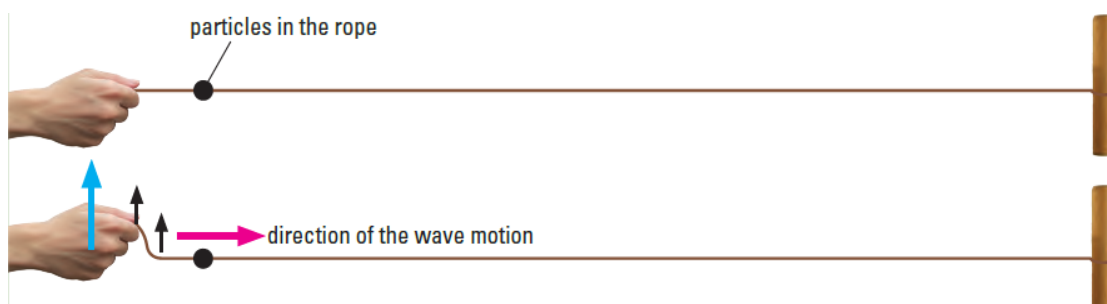 particles in the rope
direction of the wave motion